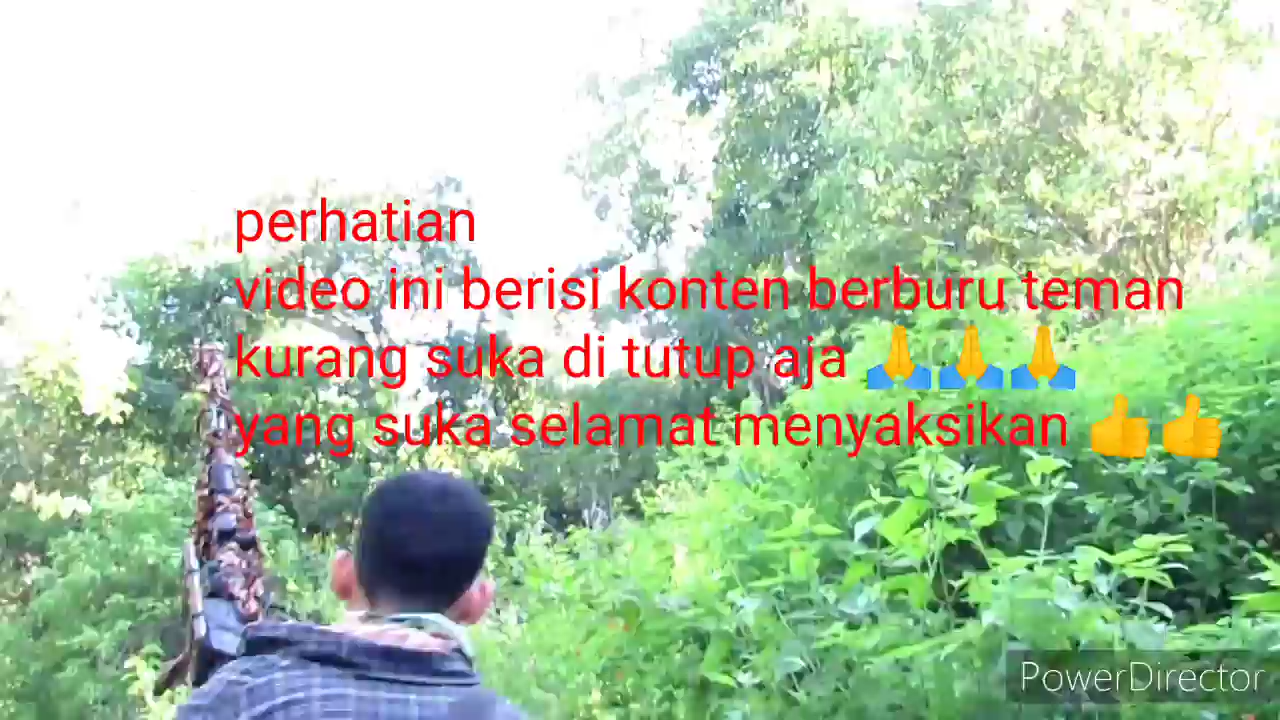 perhatian
video ini berisi konten berburu teman
kurang suka di tutup aja 🙏🙏🙏
yang suka selamat menyaksikan 👍👍
PowerDirector